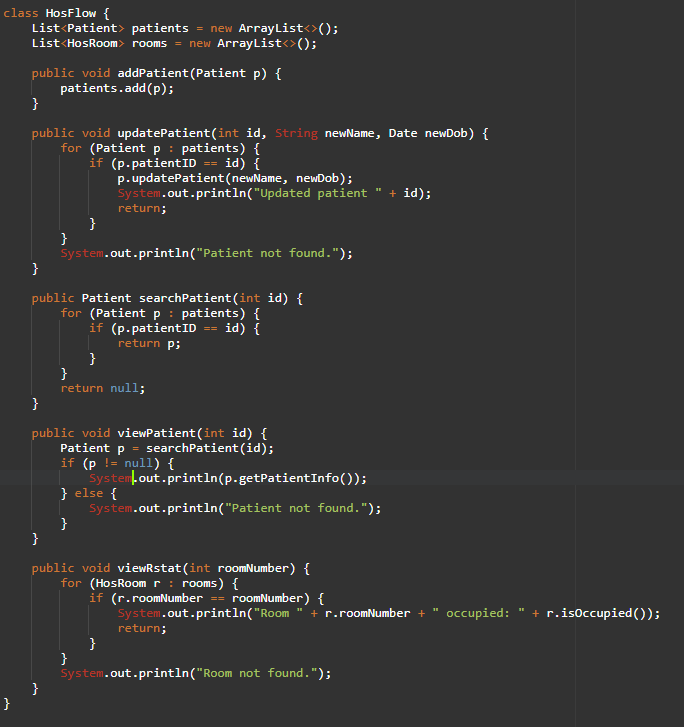 class HosFlow {
    List<Patient> patients = new ArrayList<>();
    List<HosRoom> rooms = new ArrayList<>();

    public void addPatient(Patient p) {
        patients.add(p);
    }

    public void updatePatient(int id, String newName, Date newDob) {
        for (Patient p : patients) {
            if (p.patientID == id) {
                p.updatePatient(newName, newDob);
                System.out.println("Updated patient " + id);
                return;
            }
        }
        System.out.println("Patient not found.");
    }

    public Patient searchPatient(int id) {
        for (Patient p : patients) {
            if (p.patientID == id) {
                return p;
            }
        }
        return null;
    }

    public void viewPatient(int id) {
        Patient p = searchPatient(id);
        if (p != null) {
            System.out.println(p.getPatientInfo());
        } else {
            System.out.println("Patient not found.");
        }
    }

    public void viewRstat(int roomNumber) {
        for (HosRoom r : rooms) {
            if (r.roomNumber == roomNumber) {
                System.out.println("Room " + r.roomNumber + " occupied: " + r.isOccupied());
                return;
            }
        }
        System.out.println("Room not found.");
    }
}